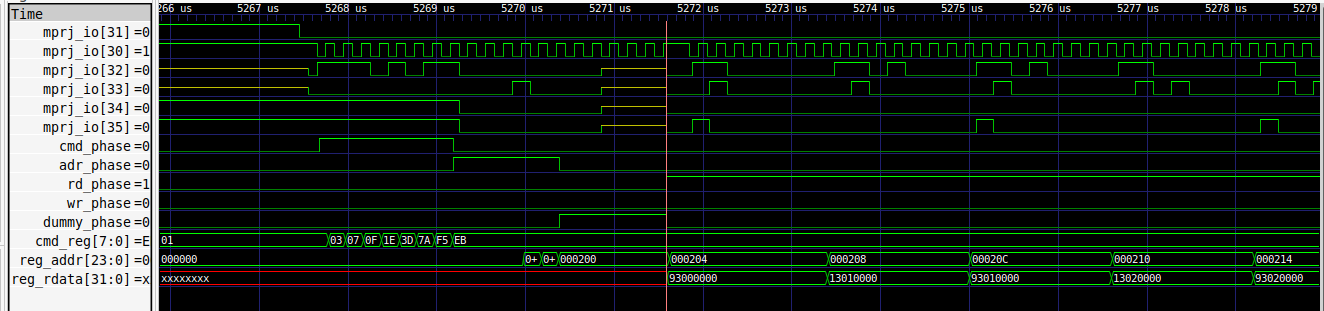 Time
266 us 5267 us 5268 us 5269 us 5270 us 5271 us 5272 us 5273 us 5274 us 5275 us 5276 us 5277 us 5278 us 5279
mprj_io[31] =0
mprj_io[30] =1
mprj_io[32] =0
mprj_io[33] =0
mprj_io[34] =0
mprj_io[35] =0
cmd_phase =0
adr_phase =0
rd_phase =1
wr_phase =0
dummy_phase =0
cmd_reg[7:0] =E 01 03 07 0F 1E 3D 7A F5 EB
reg_addr[23:0] =0 000000 0+ 0+ 000200 000204 000208 00020C 000210 000214
reg_rdata[31:0] =x xxxxxxxx 93000000 13010000 93010000 13020000 93020000